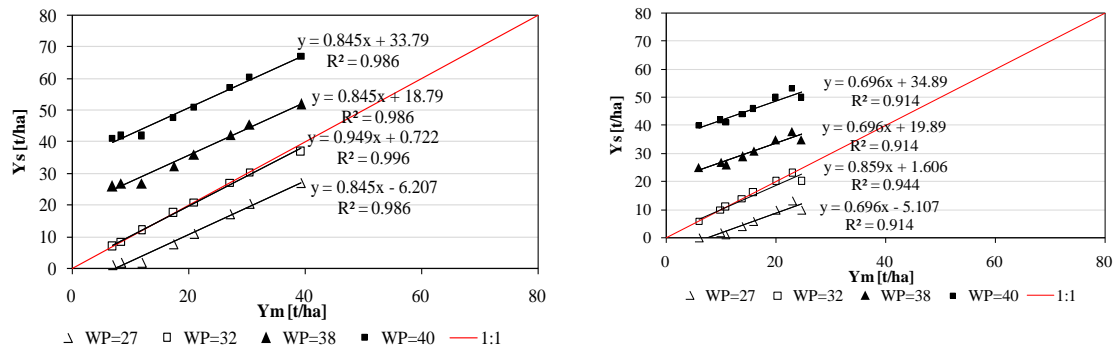 80
70
60
50
40
30
20
10
0
Ys [t/ha]
y = 0.845x + 33.79
R² = 0.986
y = 0.845x + 18.79
R² = 0.986
y = 0.949x + 0.722
R² = 0.996
y = 0.845x - 6.207
R² = 0.986
0 20 40 60 80
Ym [t/ha]
WP=27 WP=32 WP=38 WP=40 1:1
80
70
60
50
40
30
20
10
0
Ys [t/ha]
y = 0.696x + 34.89
R² = 0.914
y = 0.696x + 19.89
R² = 0.914
y = 0.859x + 1.606
R² = 0.944
y = 0.696x - 5.107
R² = 0.914
0 20 40 60 80
Ym [t/ha]
WP=27 WP=32 WP=38 WP=40 1:1